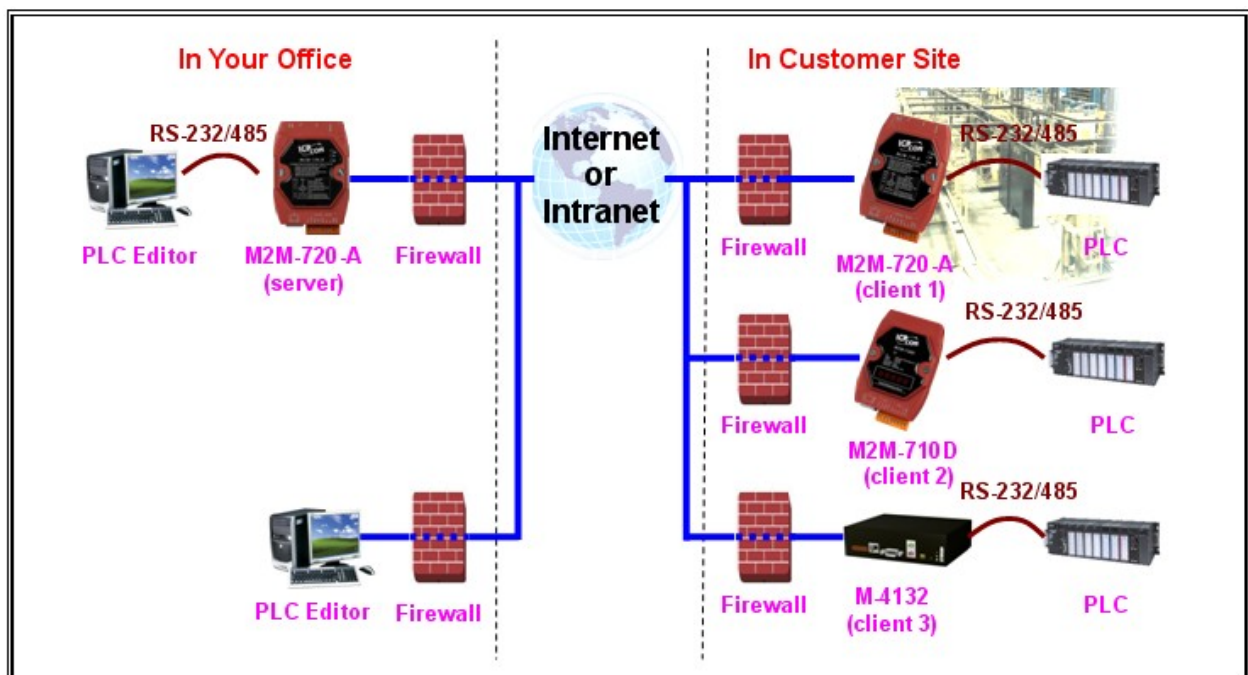 In Your Office
In Customer Site
RS-232/485
PLC Editor
M2M-720-A
(server)
Firewall
Internet
or
Intranet
Firewall
M2M-720-A
(client 1)
RS-232/485
PLC
Firewall
M2M-710D
(client 2)
RS-232/485
PLC
PLC Editor
Firewall
Firewall
M-4132
(client 3)
RS-232/485
PLC